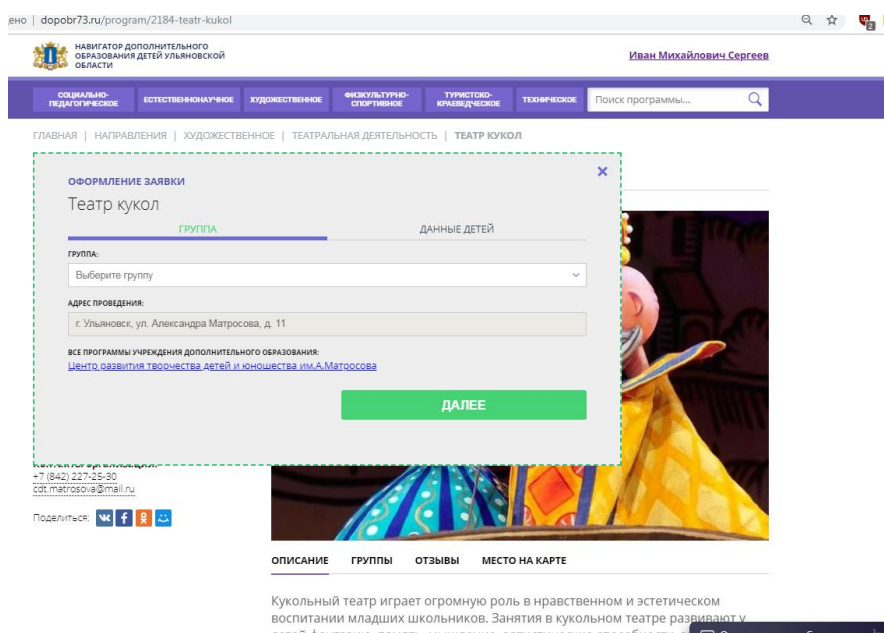 ено | dopobr73.ru/program/2184-teatr-kukol
2
НАВИГАТОР ДОПОЛНИТЕЛЬНОГО
ОБРАЗОВАНИЯ ДЕТЕЙ УЛЬЯНОВСКОЙ
ОБЛАСТИ
Иван Михайлович Сергеев
СОЦИАЛЬНО-
ПЕДАГОГИЧЕСКОЕ
ЕСТЕСТВЕННОНАУЧНОЕ
ХУДОЖЕСТВЕННОЕ
ФИЗКУЛЬТУРНО-
СПОРТИВНОЕ
ТУРИСТСКО-
КРАЕВЕДЧЕСКОЕ
ТЕХНИЧЕСКОЕ
Поиск программы...
ГЛАВНАЯ | НАПРАВЛЕНИЯ | ХУДОЖЕСТВЕННОЕ | ТЕАТРАЛЬНАЯ ДЕЯТЕЛЬНОСТЬ | ТЕАТР КУКОЛ
ОФОРМЛЕНИЕ ЗАЯВКИ
Театр кукол
ГРУППА
ДАННЫЕ ДЕТЕЙ
ГРУППА:
Выберите группу
АДРЕС ПРОВЕДЕНИЯ:
г. Ульяновск, ул. Александра Матросова, д. 11
ВСЕ ПРОГРАММЫ УЧРЕЖДЕНИЯ ДОПОЛНИТЕЛЬНОГО ОБРАЗОВАНИЯ:
Центр развития творчества детей и юношества им.А.Матросова
ДАЛЕЕ
+7 (842) 227-25-30
cdt.matrosova@mail.ru
Поделиться:
ОПИСАНИЕ ГРУППЫ ОТЗЫВЫ МЕСТО НА КАРТЕ
Кукольный театр играет огромную роль в нравственном и эстетическом
воспитании младших школьников. Занятия в кукольном театре развивают у